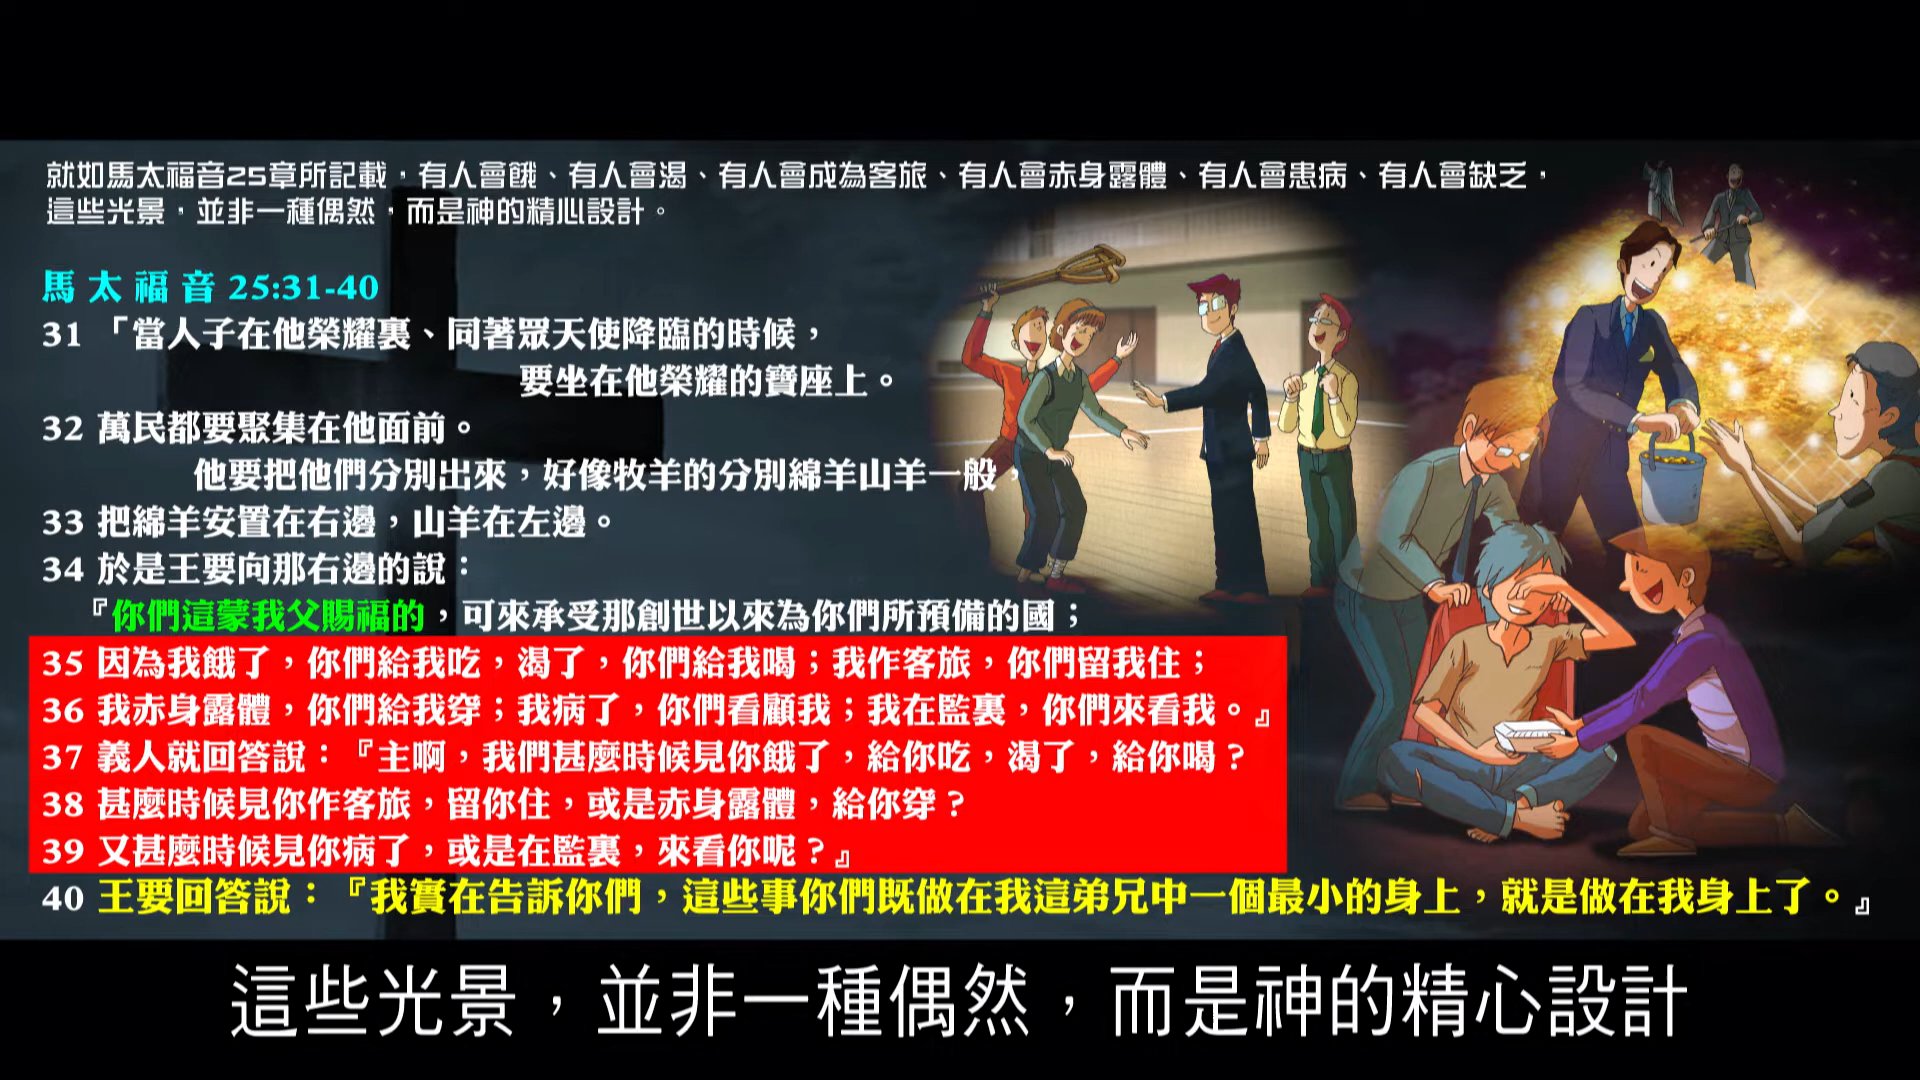 就如馬太福音25章所記載，有人會餓、有人會渴、有人會成為客旅、有人會赤身露體、有人會患病、有人會缺乏，
這些光景，並非一種偶然，而是神的精心設計。
馬太福音 25:31-40
31 「當人子在他榮耀裏、同著眾天使降臨的時候，
要坐在他榮耀的寶座上。
32 萬民都要聚集在他面前。
他要把他們分別出來，好像牧羊的分別綿羊山羊一般，
33 把綿羊安置在右邊，山羊在左邊。
34 於是王要向那右邊的說：
『你們這蒙我父賜福的，可來承受那創世以來為你們所預備的國；
35 因為我餓了，你們給我吃，渴了，你們給我喝；我作客旅，你們留我住；
36 我赤身露體，你們給我穿；我病了，你們看顧我；我在監裏，你們來看我。』
37 義人就回答說：『主啊，我們甚麼時候見你餓了，給你吃，渴了，給你喝？
38 甚麼時候見你作客旅，留你住，或是赤身露體，給你穿？
39 又甚麼時候見你病了，或是在監裏，來看你呢？』
40 王要回答說：『我實在告訴你們，這些事你們既做在我這弟兄中一個最小的身上，就是做在我身上了。』
這些光景，並非一種偶然，而是神的精心設計